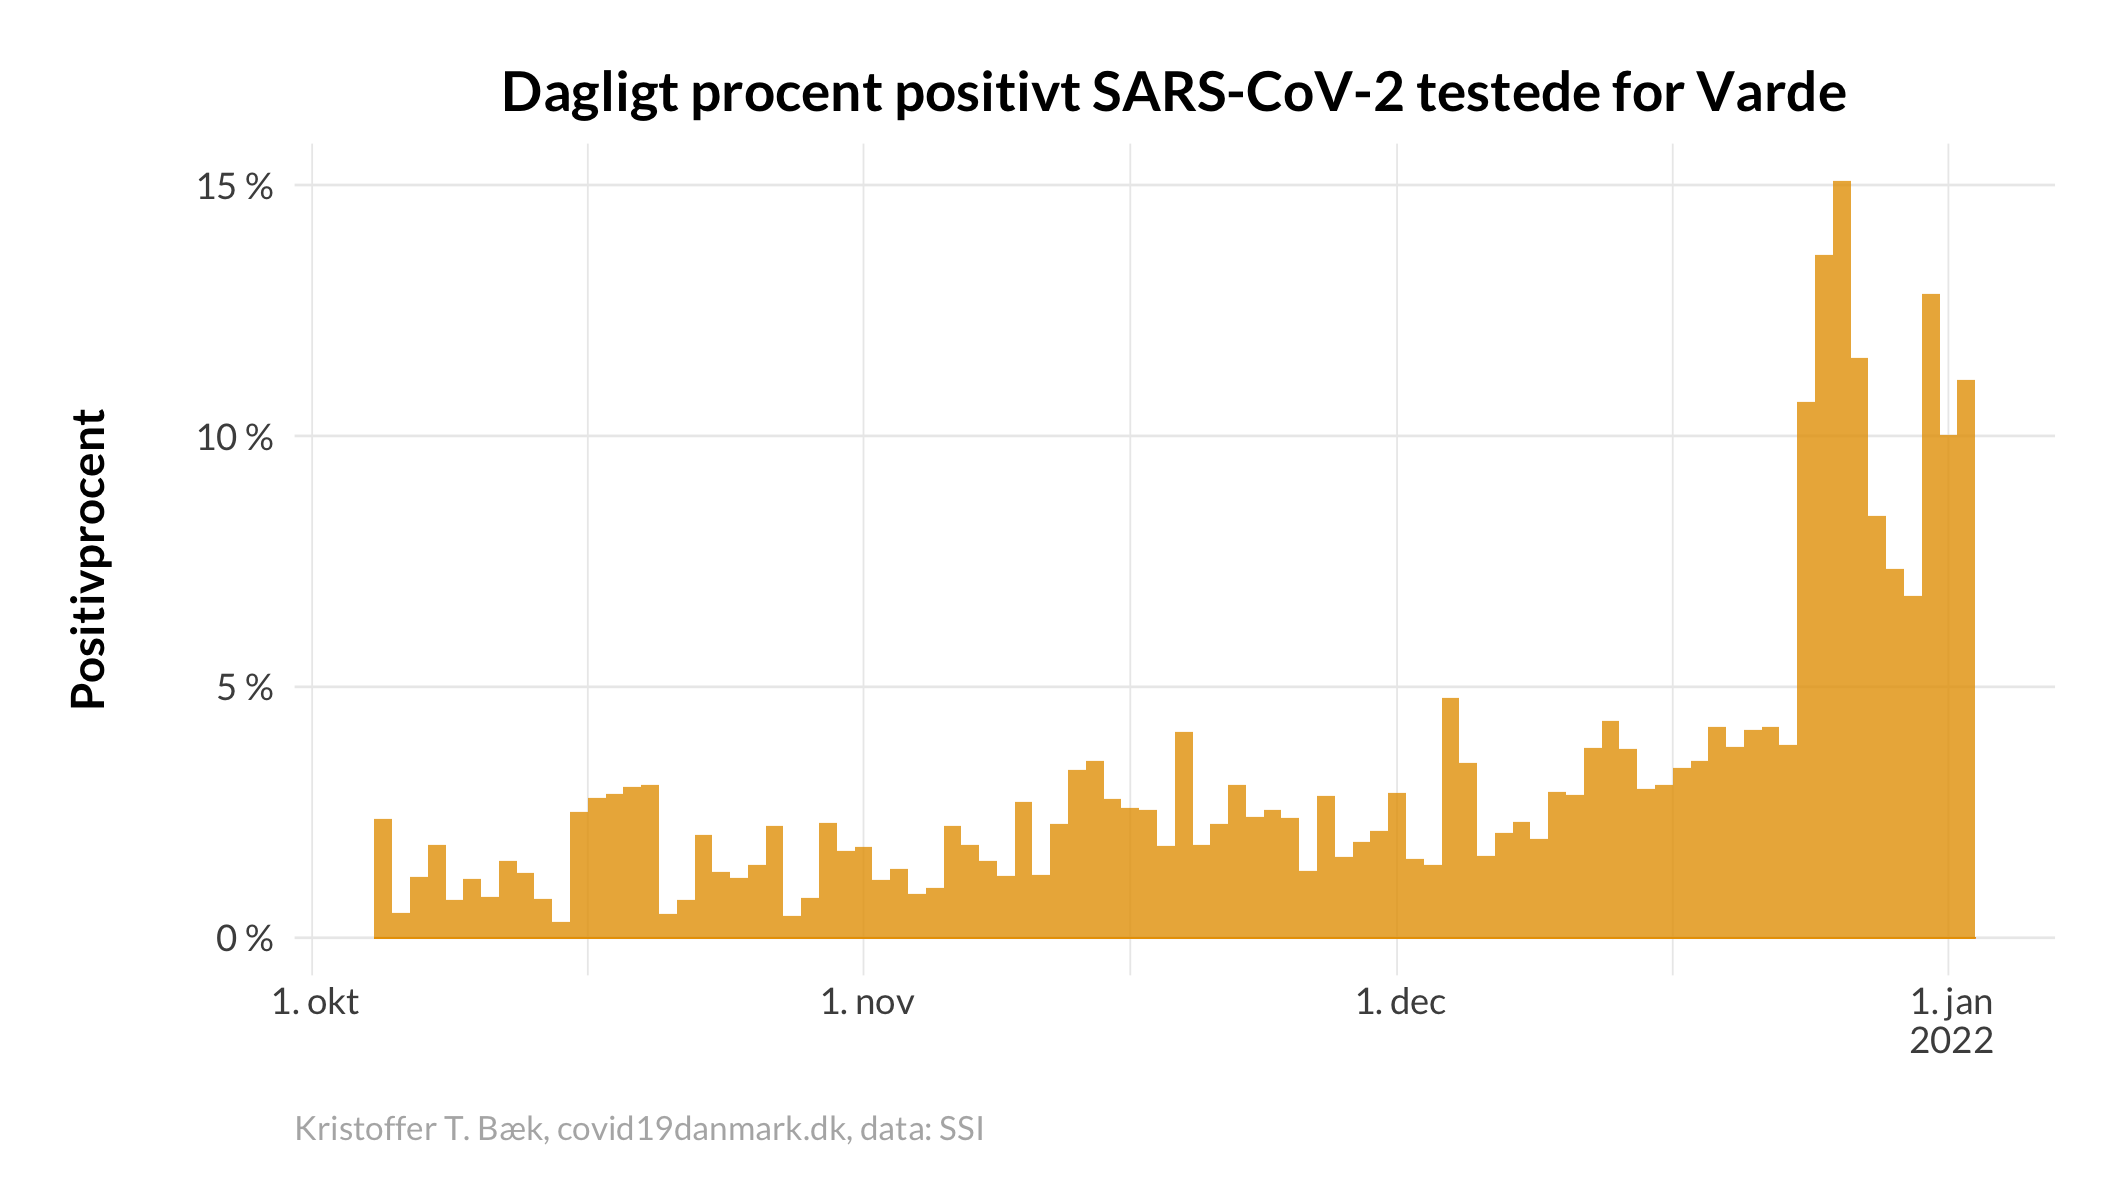 Dagligt procent positivt SARS-CoV-2 testede for Varde
Positivprocent
15 %
10 %
5 %
0 %
1. okt
1. nov
1. dec
1. jan
2022
Kristoffer T. Bæk, covid19danmark.dk, data: SSI